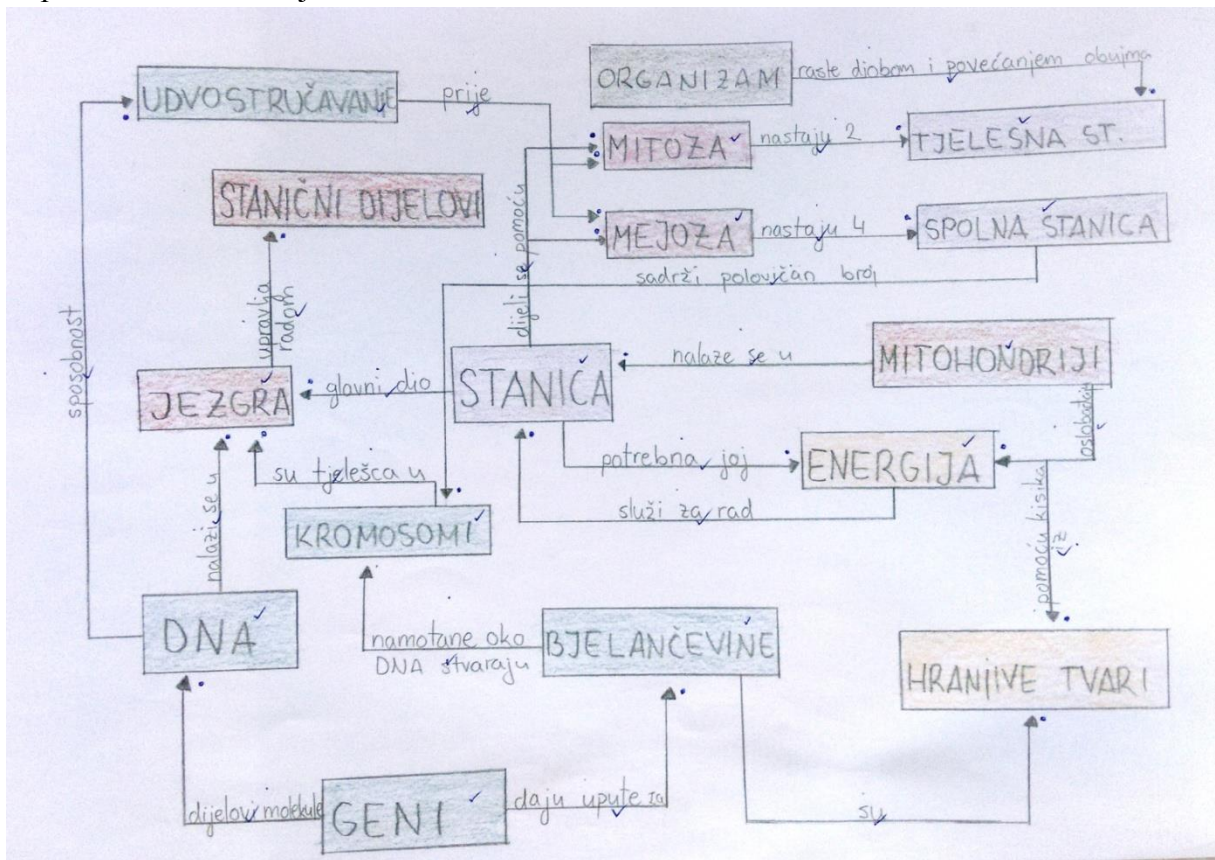 ORGANIZAM
raste diobom i povećanjem obujma
UDVOSTRUČAVANJE
prije
MITOZA
nastaju 2
TJELESNA ST.
STANIČNI DIJELOVI
MEJOZA
nastaju 4
SPOLNA STANICA
sadrži polovičan broj
sposobnost
upravlja
radom
dijeli se pomoću
JEZGRA
glavni dio
STANICA
nalaze se u
MITOHONDRIJI
oslobađaju
potrebna joj
ENERGIJA
su tjelešca u
služi za rad
pomoću kisika
iz
nalazi se u
KROMOSOMI
DNA
namotane oko
DNA stvaraju
BJELANČEVINE
HRANJIVE TVARI
dijelovi molekule
GENI
daju upute za
su